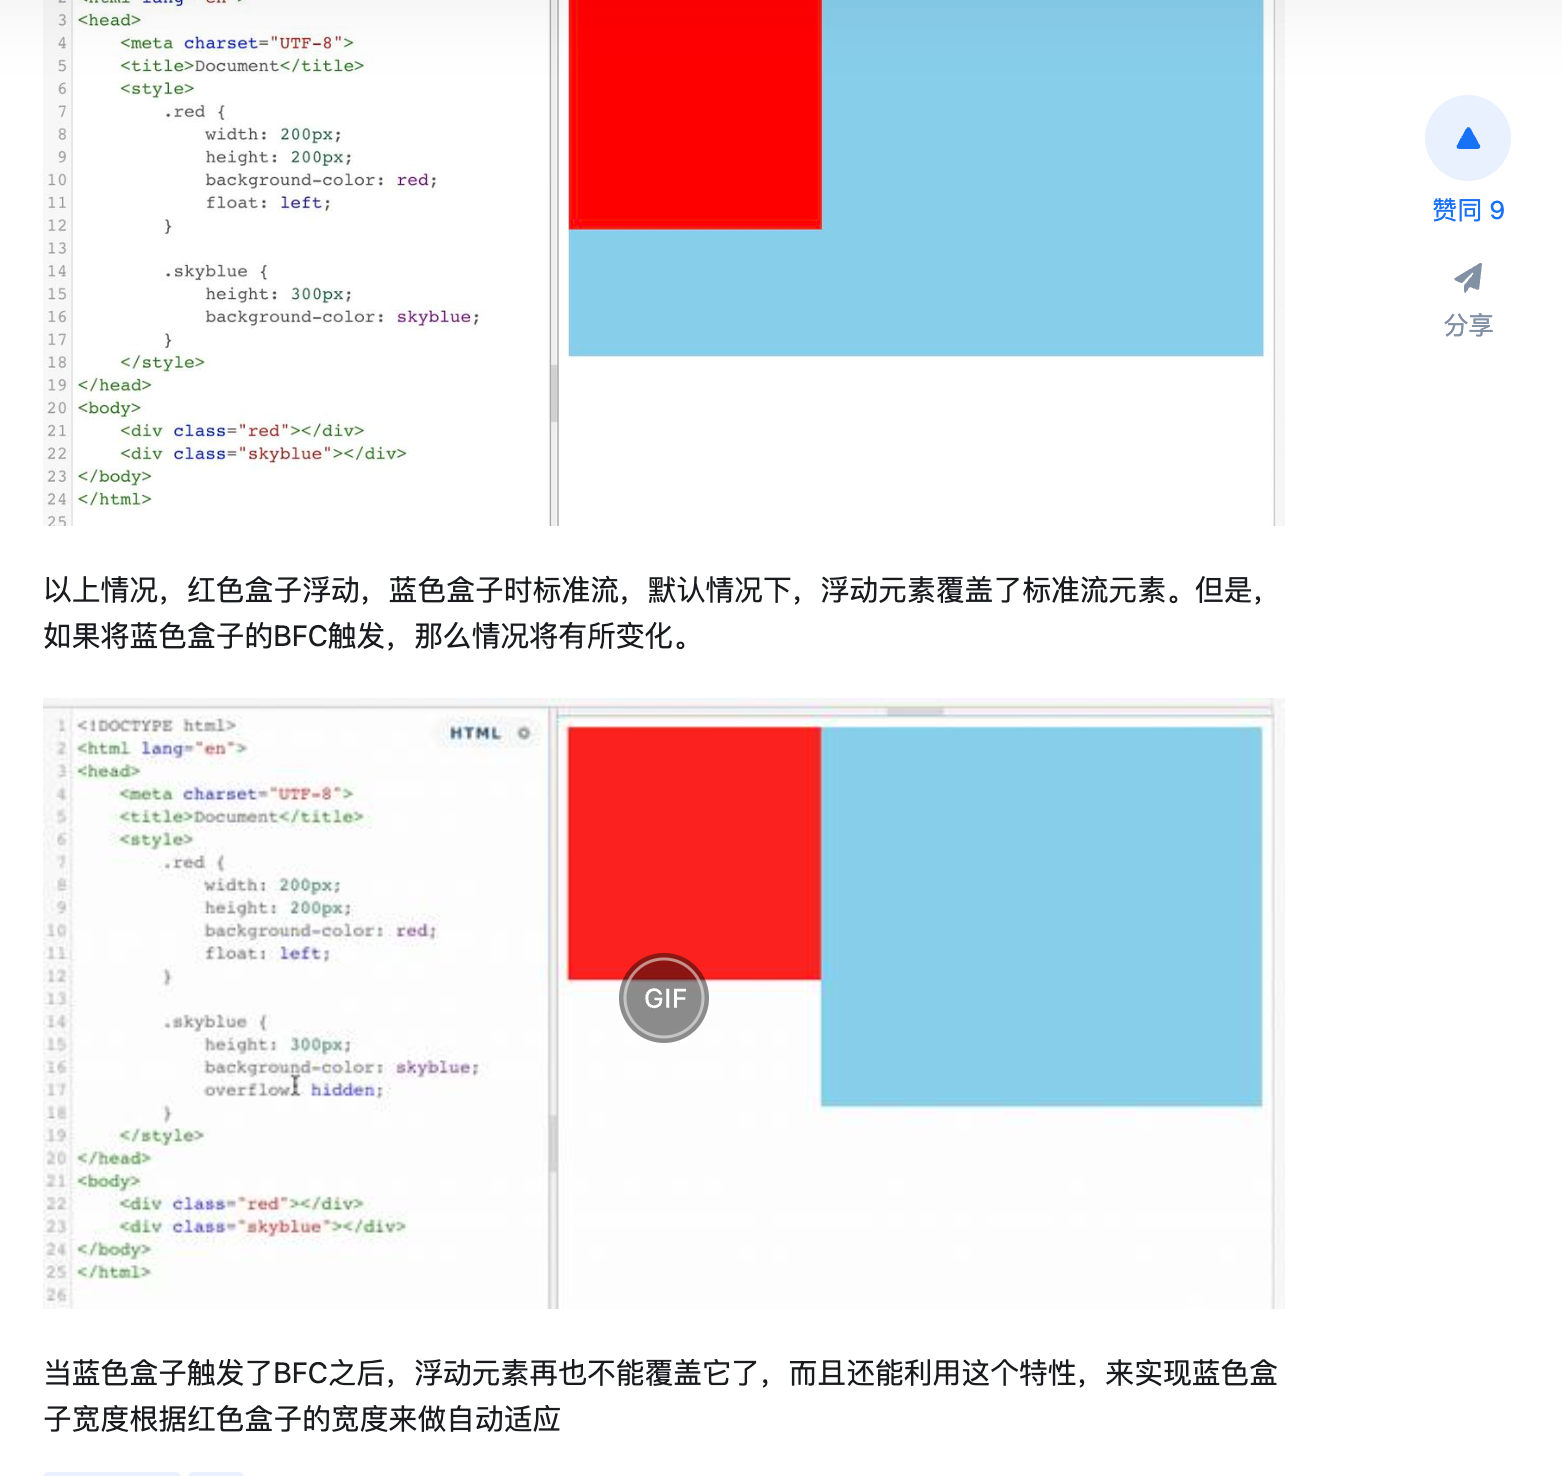 2 <html lang="en">
3 <head>
4 <meta charset="UTF-8">
5 <title>Document</title>
6 <style>
7 .red {
8 width: 200px;
9 height: 200px;
10 background-color: red;
11 float: left;
12 }
13
14 .skyblue {
15 height: 300px;
16 background-color: skyblue;
17 }
18 </style>
19 </head>
20 <body>
21 <div class="red"></div>
22 <div class="skyblue"></div>
23 </body>
24 </html>
25
赞同 9
分享
以上情况，红色盒子浮动，蓝色盒子时标准流，默认情况下，浮动元素覆盖了标准流元素。但是，
如果将蓝色盒子的BFC触发，那么情况将有所变化。
1 <!DOCTYPE html>
HTML
2 <html lang="en">
3 <head>
4 <meta charset="UTF-8">
5 <title>Document</title>
6 <style>
7 .red {
8 width: 200px;
9 height: 200px;
10 background-color: red;
11 float: left;
12 }
13
14 .skyblue {
15 height: 300px;
16 background-color: skyblue;
17 overflow: hidden;
18 }
19 </style>
20 </head>
21 <body>
22 <div class="red"></div>
23 <div class="skyblue"></div>
24 </body>
25 </html>
26
GIF
当蓝色盒子触发了BFC之后，浮动元素再也不能覆盖它了，而且还能利用这个特性，来实现蓝色盒
子宽度根据红色盒子的宽度来做自动适应